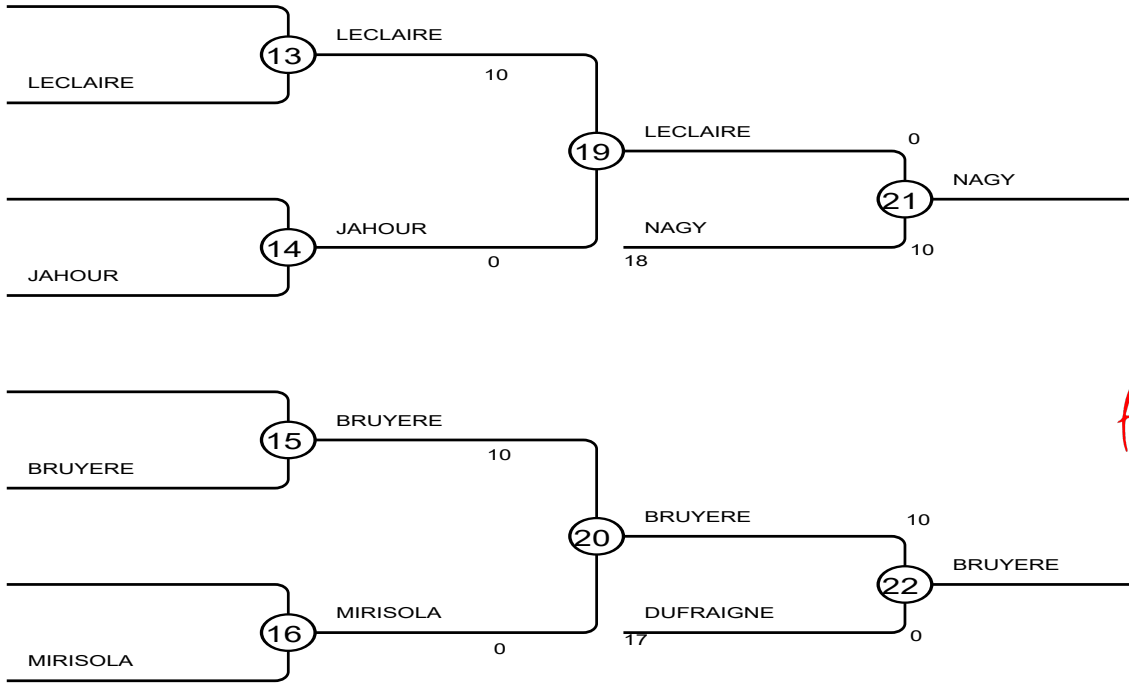 LECLAIRE
13
LECLAIRE
10
19
LECLAIRE
0
JAHOUR
14
JAHOUR
0
NAGY
18
21
NAGY
10
BRUYERE
15
BRUYERE
10
20
BRUYERE
10
MIRISOLA
16
MIRISOLA
0
DUFRAIGNE
17
22
BRUYERE
0